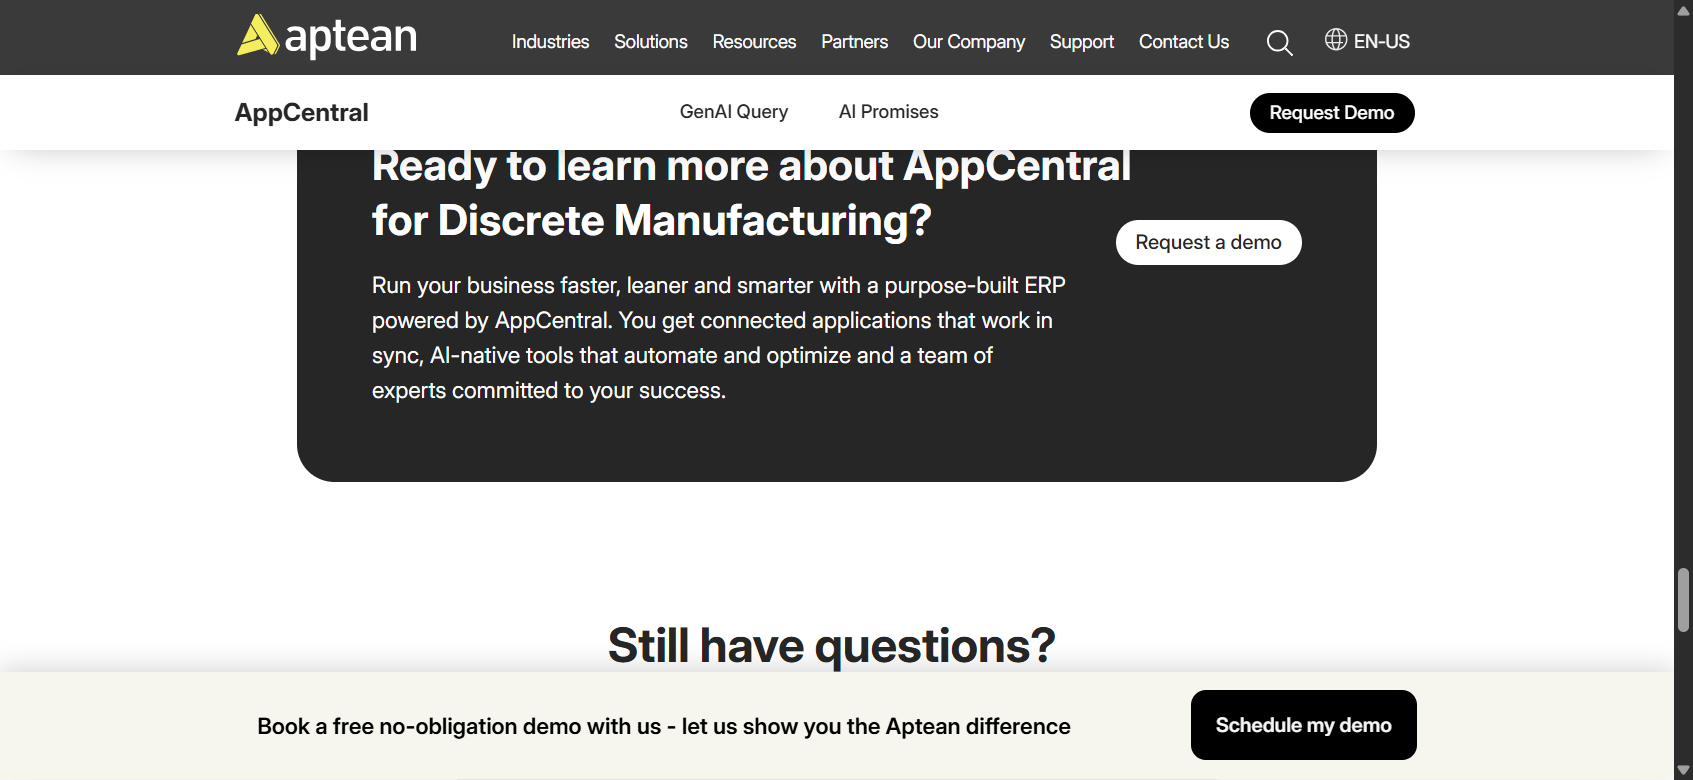 aptean
Industries Solutions Resources Partners Our Company Support Contact Us EN-US
AppCentral GenAI Query AI Promises Request Demo
Ready to learn more about AppCentral
for Discrete Manufacturing?
Request a demo
Run your business faster, leaner and smarter with a purpose-built ERP
powered by AppCentral. You get connected applications that work in
sync, AI-native tools that automate and optimize and a team of
experts committed to your success.
Still have questions?
Book a free no-obligation demo with us - let us show you the Aptean difference
Schedule my demo